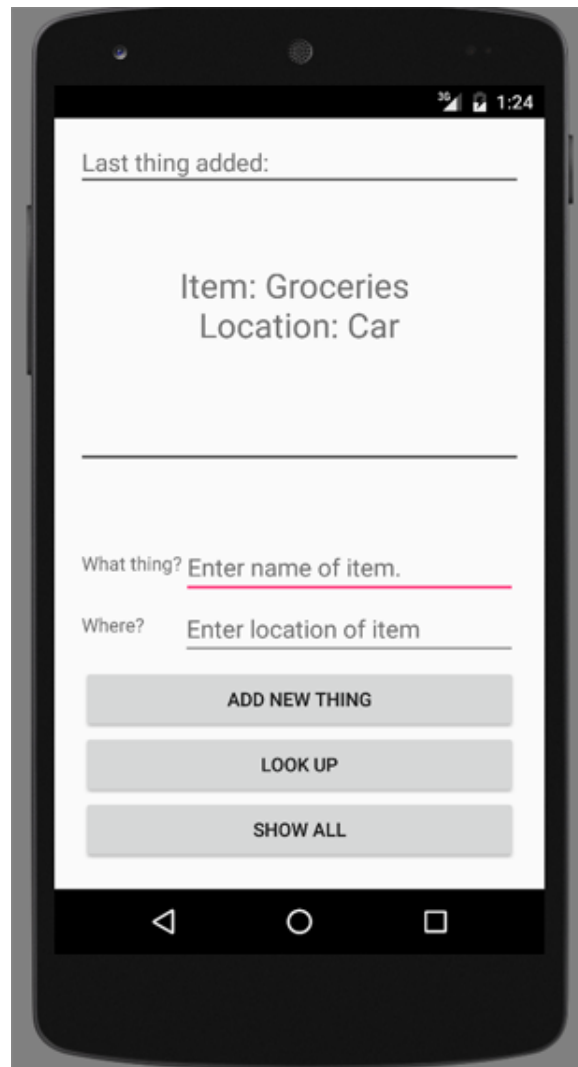 3G 1:24
Last thing added:
Item: Groceries
Location: Car
What thing? Enter name of item.
Where? Enter location of item
ADD NEW THING
LOOK UP
SHOW ALL